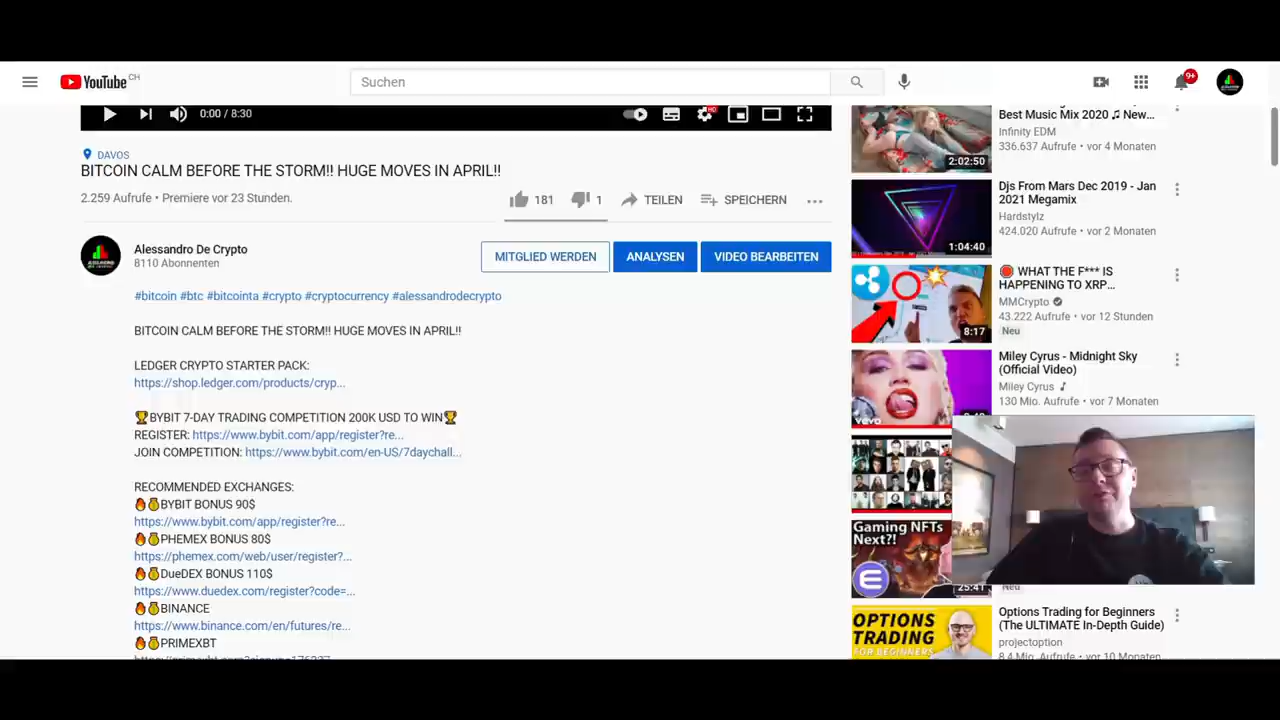 YouTube CH
Suchen
9+
0:00 / 8:30
HD
DAVOS
BITCOIN CALM BEFORE THE STORM!! HUGE MOVES IN APRIL!!
2.259 Aufrufe • Premiere vor 23 Stunden.
181
1
TEILEN
SPEICHERN
Alessandro De Crypto
8110 Abonnenten
MITGLIED WERDEN
ANALYSEN
VIDEO BEARBEITEN
#bitcoin #btc #bitcointa #crypto #cryptocurrency #alessandrodecrypto
BITCOIN CALM BEFORE THE STORM!! HUGE MOVES IN APRIL!!
LEDGER CRYPTO STARTER PACK:
https://shop.ledger.com/products/cryp...
🏆BYBIT 7-DAY TRADING COMPETITION 200K USD TO WIN🏆
REGISTER: https://www.bybit.com/app/register?re...
JOIN COMPETITION: https://www.bybit.com/en-US/7daychall...
RECOMMENDED EXCHANGES:
🔥💰BYBIT BONUS 90$
https://www.bybit.com/app/register?re...
🔥💰PHEMEX BONUS 80$
https://phemex.com/web/user/register?...
🔥💰DueDEX BONUS 110$
https://www.duedex.com/register?code=...
🔥💰BINANCE
https://www.binance.com/en/futures/re...
🔥💰PRIMEXBT
Best Music Mix 2020 🎵 New...
Infinity EDM
336.637 Aufrufe • vor 4 Monaten
2:02:50
Djs From Mars Dec 2019 - Jan
2021 Megamix
Hardstylz
424.020 Aufrufe • vor 2 Monaten
1:04:40
🔴 WHAT THE F*** IS
HAPPENING TO XRP...
MMCrypto
43.222 Aufrufe • vor 12 Stunden
Neu
8:17
Miley Cyrus - Midnight Sky
(Official Video)
Miley Cyrus
130 Mio. Aufrufe • vor 7 Monaten
vevo
Gaming NFTs
Next?!
25:41
Neu
OPTIONS
TRADING
FOR BEGINNERS
Options Trading for Beginners
(The ULTIMATE In-Depth Guide)
projectoption
8,4 Mio. Aufrufe • vor 10 Monaten